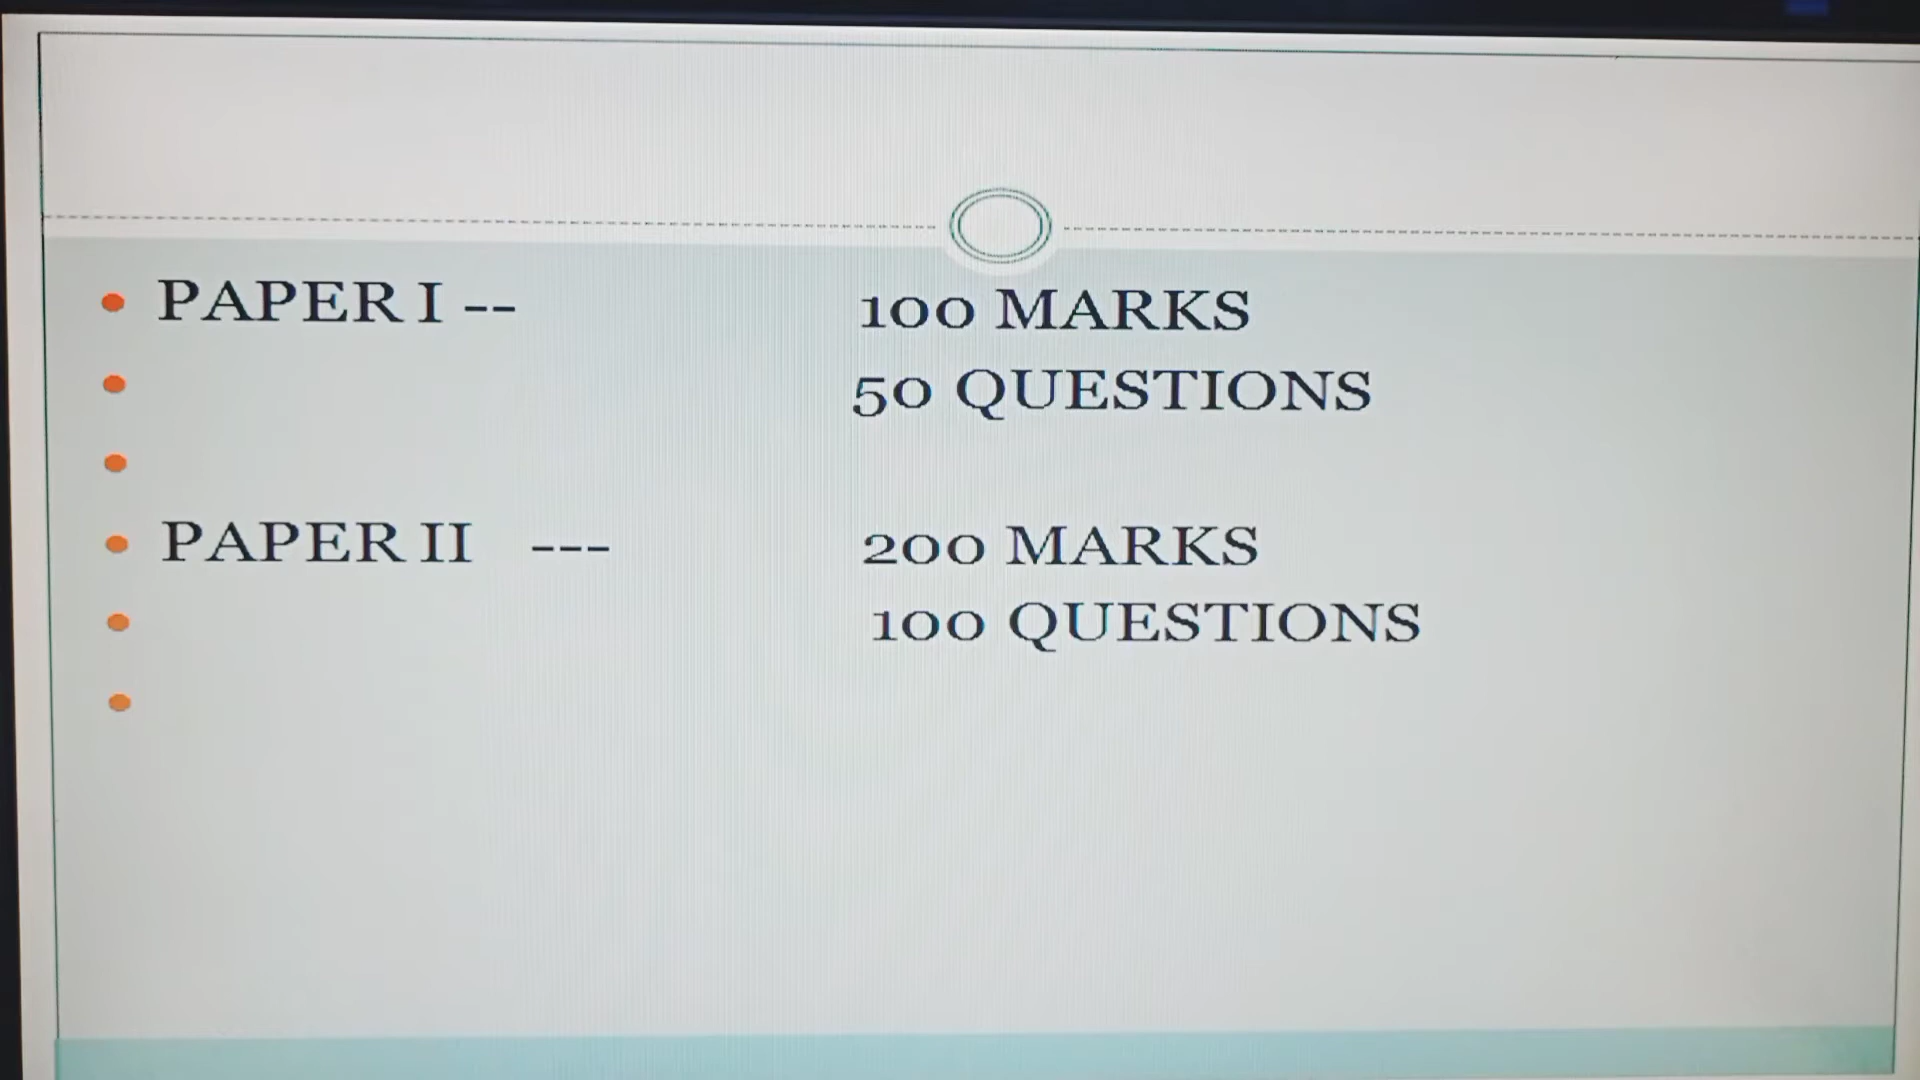 PAPER I -- 100 MARKS
50 QUESTIONS
PAPER II --- 200 MARKS
100 QUESTIONS